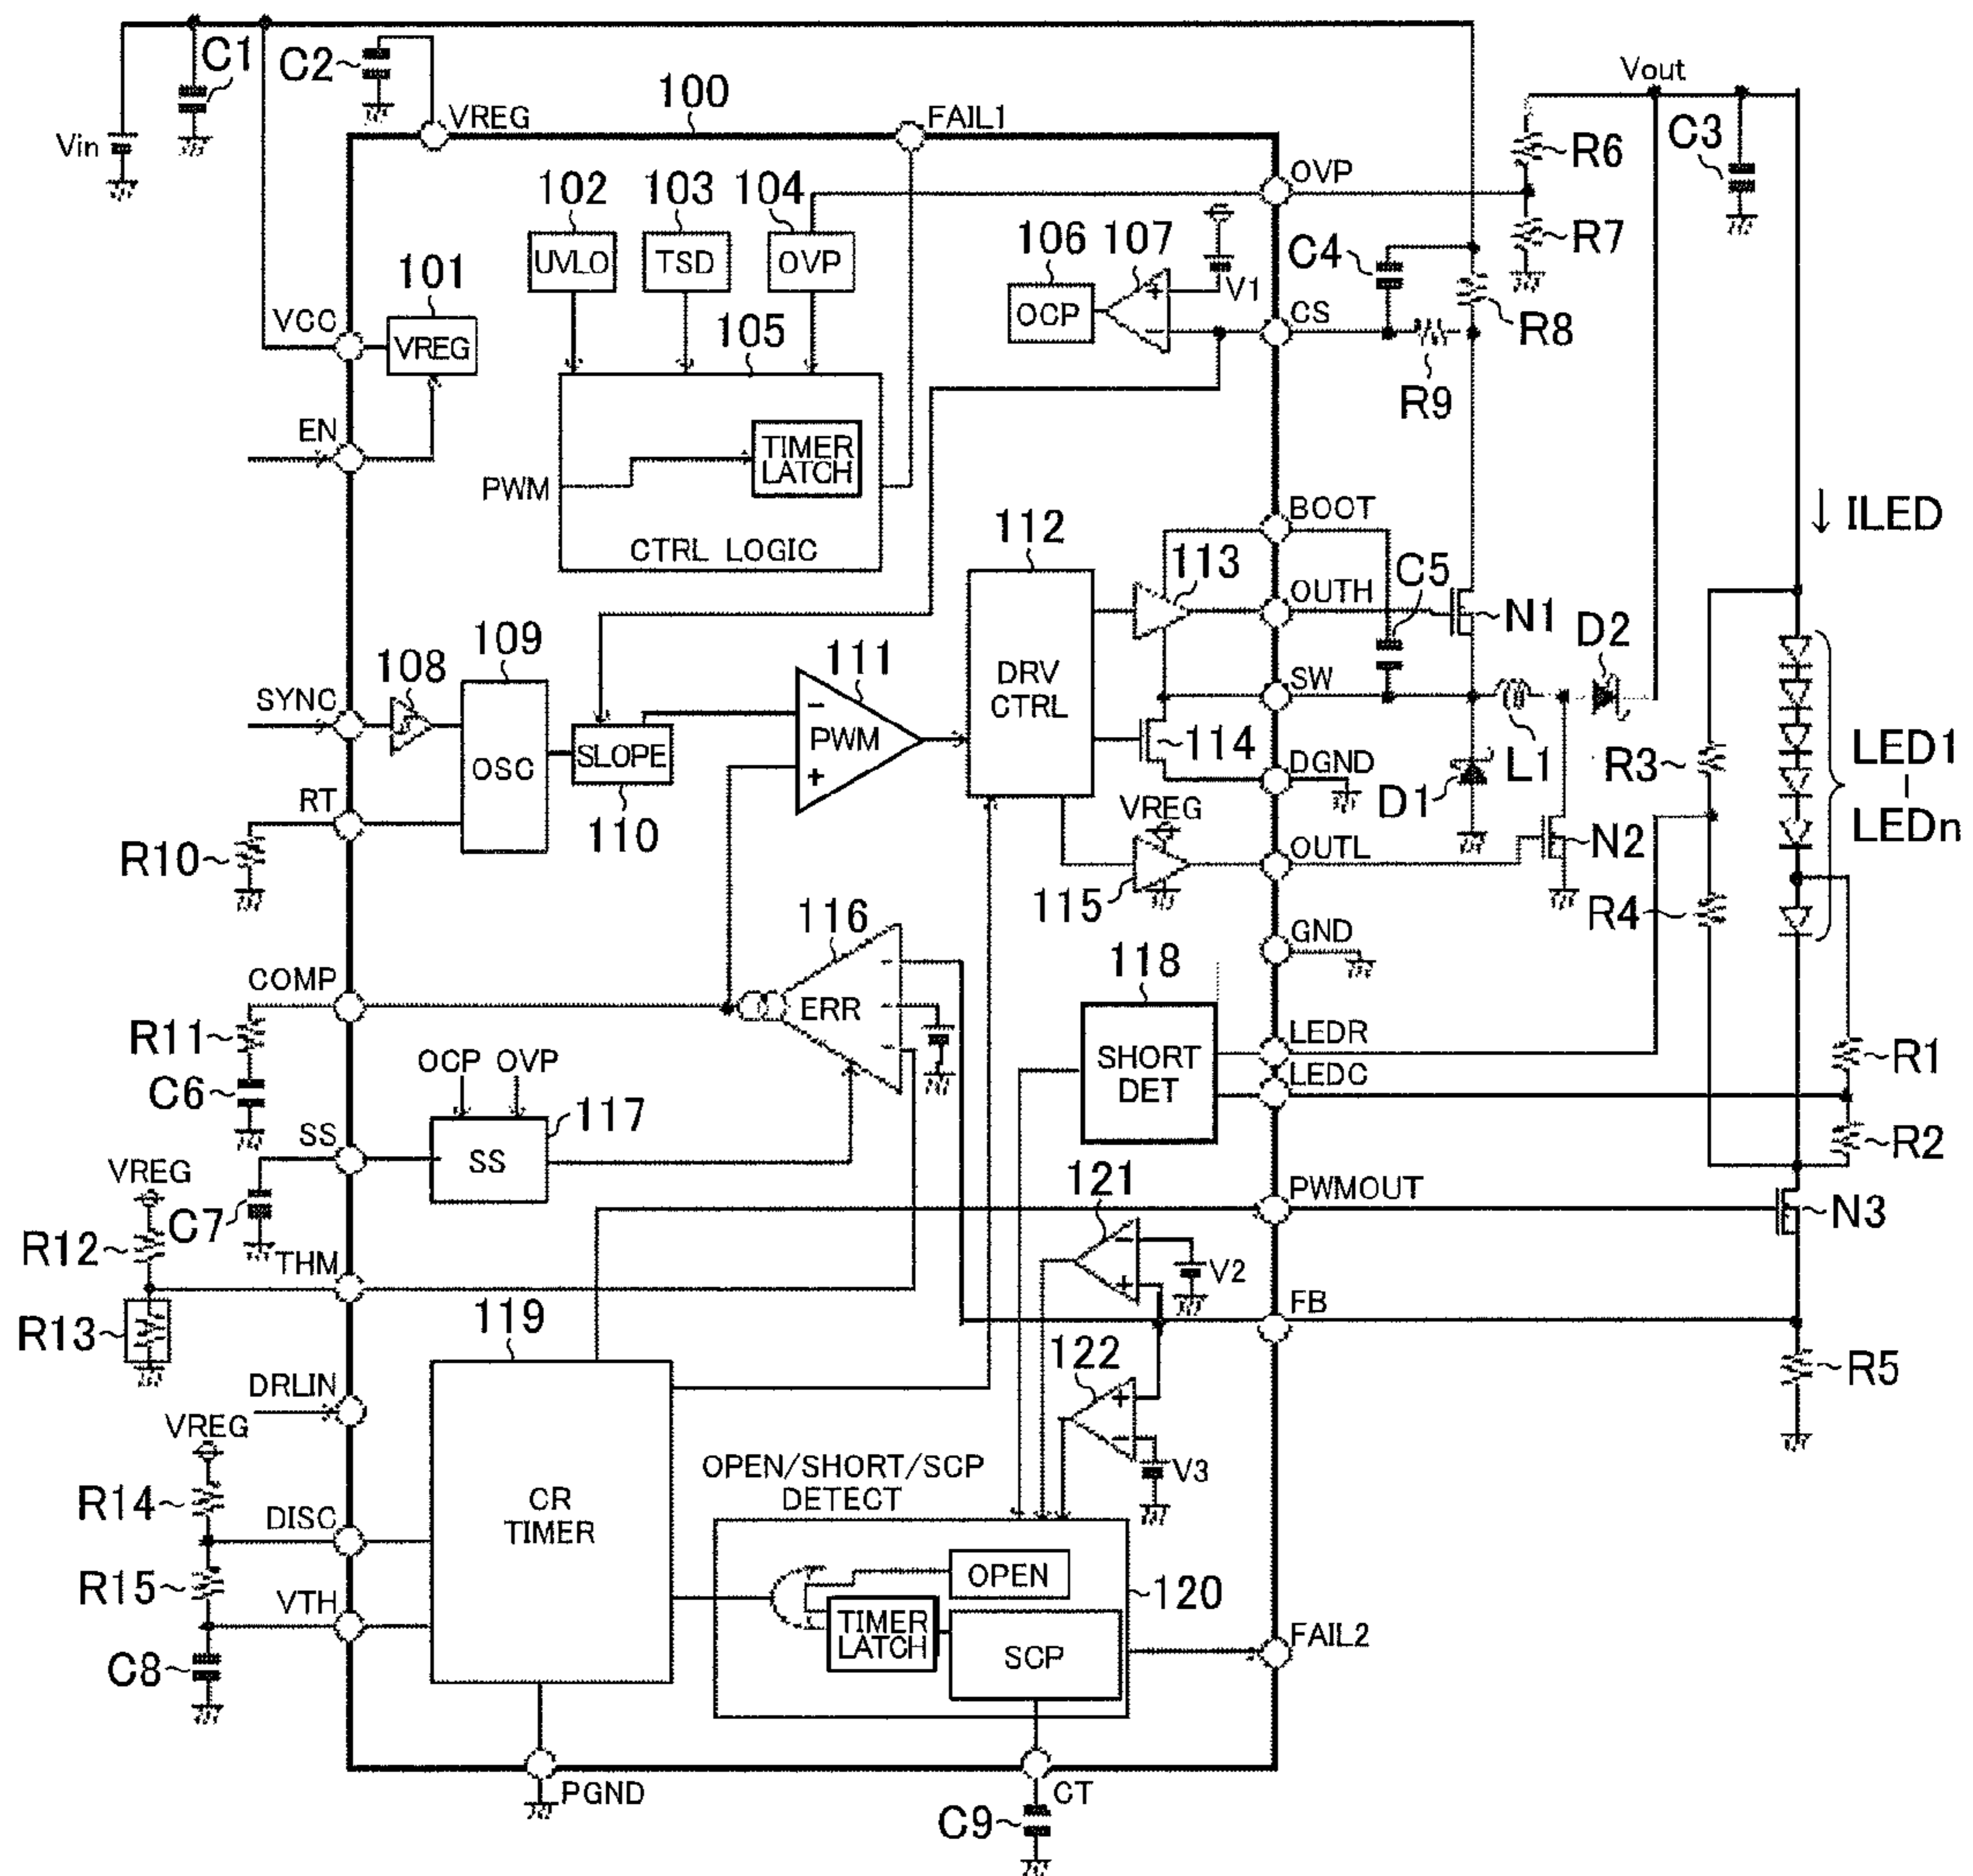 C1
C2
Vin
VREG
100
FAIL1
Vout
C3
R6
R7
OVP
102
103
104
UVLO
TSD
OVP
106
107
OCP
V1
C4
R8
CS
R9
101
VCC
VREG
EN
105
TIMER
LATCH
PWM
CTRL LOGIC
↓ ILED
BOOT
112
113
C5
OUTH
N1
D2
108
109
111
SYNC
DRV
CTRL
SW
PWM
-
+
OSC
SLOPE
110
114
L1
D1
DGND
R3
LED1
-
LEDn
RT
R10
VREG
115
OUTL
N2
R4
116
GND
118
COMP
ERR
R11
C6
OCP
OVP
SHORT
DET
LEDR
LEDC
R1
R2
SS
117
SS
VREG
C7
121
PWMOUT
N3
R12
THM
V2
FB
R13
119
122
R5
DRLIN
VREG
V3
R14
DISC
CR
TIMER
OPEN/SHORT/SCP
DETECT
R15
VTH
OPEN
TIMER
LATCH
SCP
120
FAIL2
C8
PGND
CT
C9